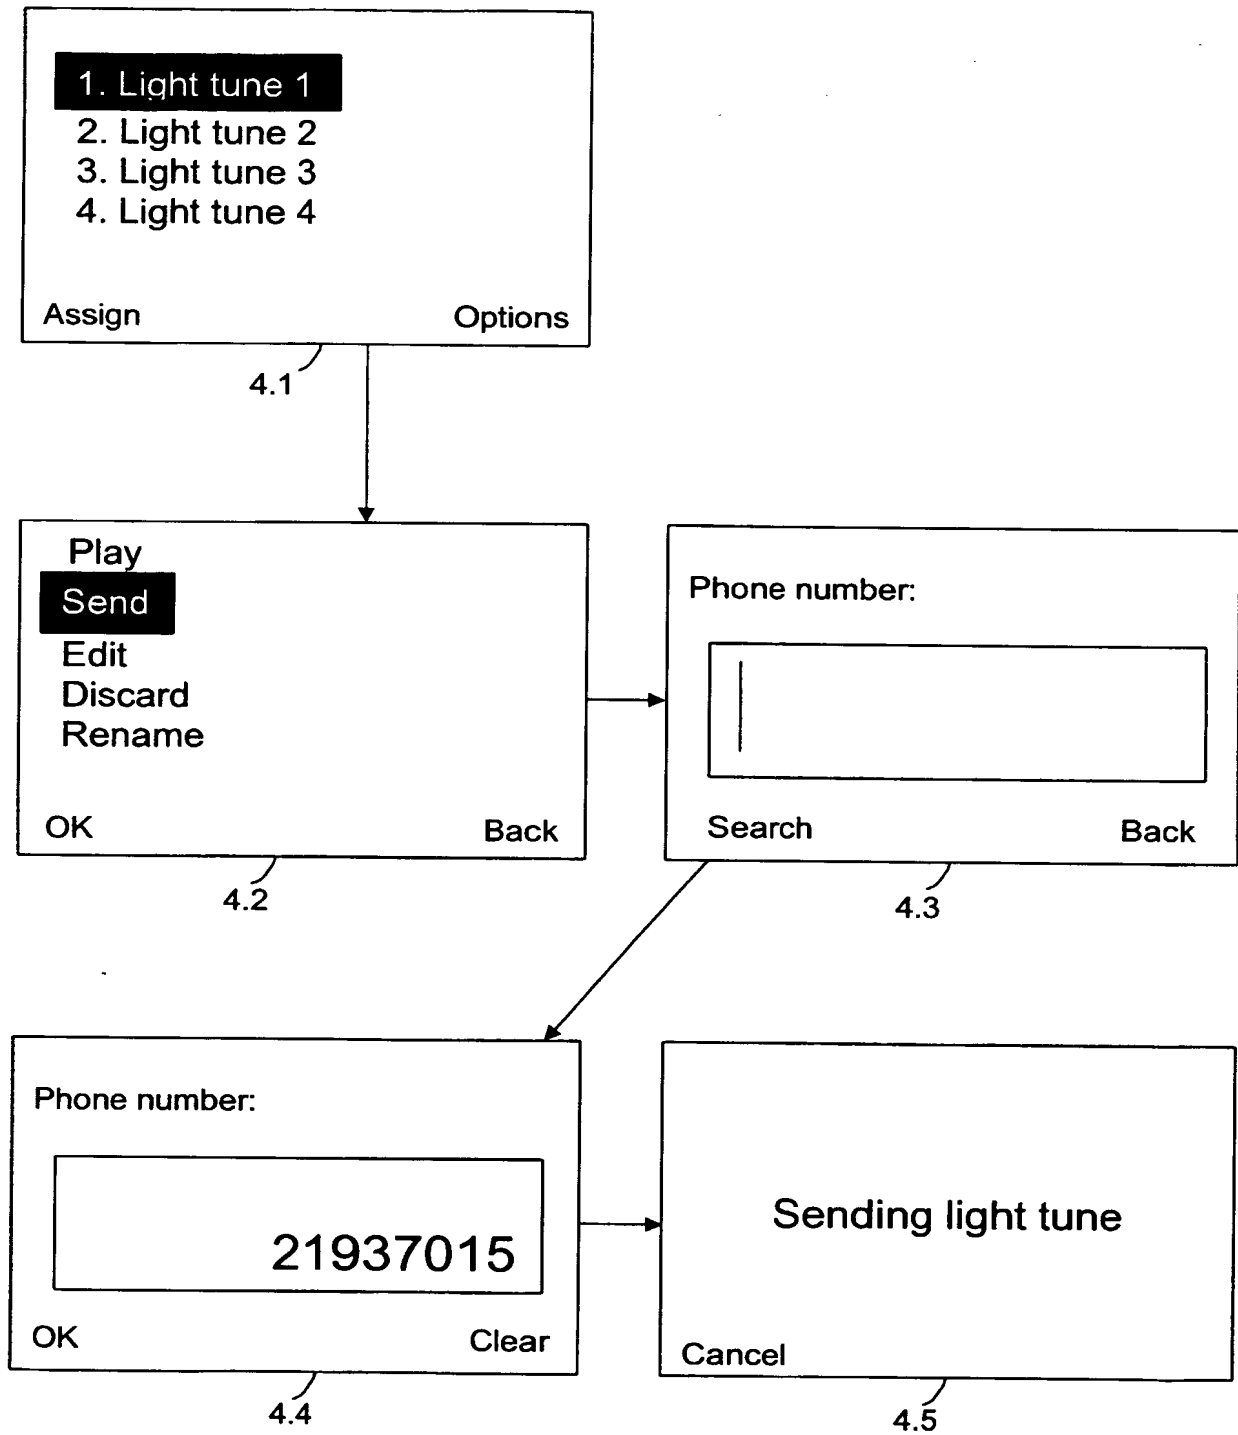 1. Light tune 1
2. Light tune 2
3. Light tune 3
4. Light tune 4
Assign Options
4.1
Play
Send
Edit
Discard
Rename
OK Back
4.2
Phone number:
Search Back
4.3
Phone number:
21937015
OK Clear
4.4
Sending light tune
Cancel
4.5